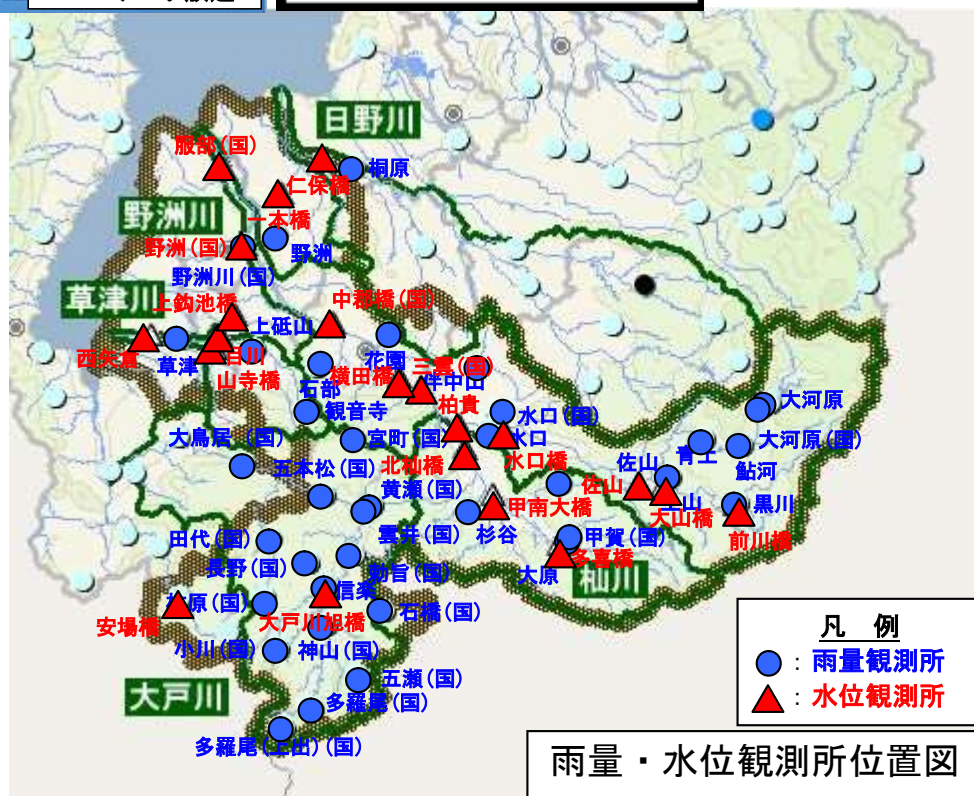 日野川
服部(国)
仁保橋
桐原
一本橋
野洲川
野洲(国)
野洲
野洲川(国)
草津川
上鈎池橋
中郡橋(国)
上砥山
西矢倉
草津
目川
山寺橋
花園
三雲(国)
横田橋
伴中山
石部
柏貴
観音寺
水口(国)
大河原
大鳥居 (国)
宮町(国)
水口
水口橋
大河原(国)
青土
鮎河
五本松(国)
北杣橋
佐山
佐山
黄瀬(国)
甲南大橋
大山橋
黒川
前川橋
雲井(国)
杉谷
田代(国)
甲賀(国)
多喜橋
大原
杣川
長野(国)
勅旨(国)
信楽
石橋(国)
安場橋
大戸川旭橋
小川(国)
神山(国)
大戸川
五瀬(国)
多羅尾(国)
多羅尾(上出)(国)
凡 例
:雨量観測所
:水位観測所
雨量・水位観測所位置図